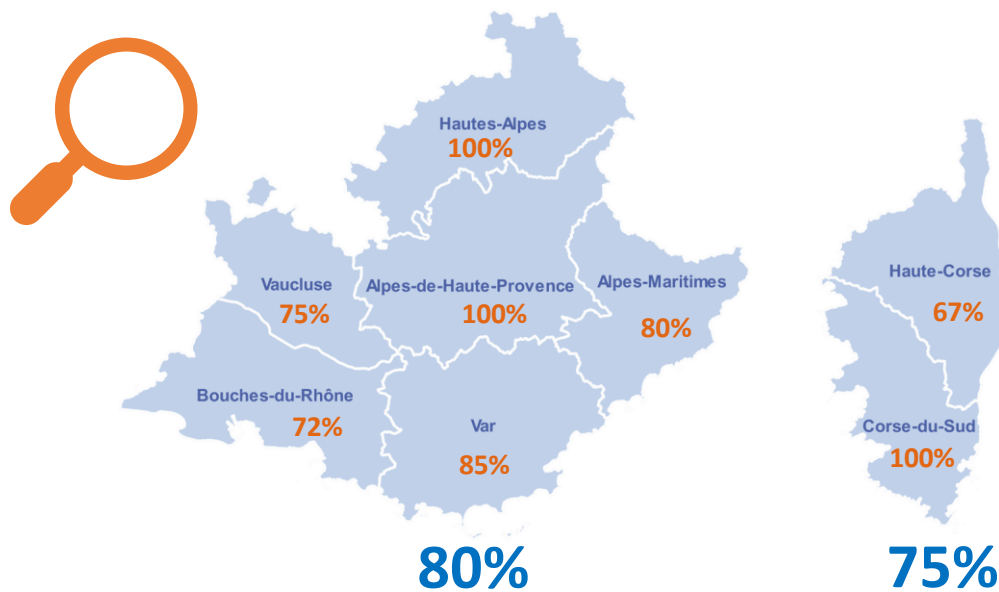 Hautes-Alpes
100%
Vaucluse
75%
Alpes-de-Haute-Provence
100%
Alpes-Maritimes
80%
Bouches-du-Rhône
72%
Var
85%
80%
Haute-Corse
67%
Corse-du-Sud
100%
75%